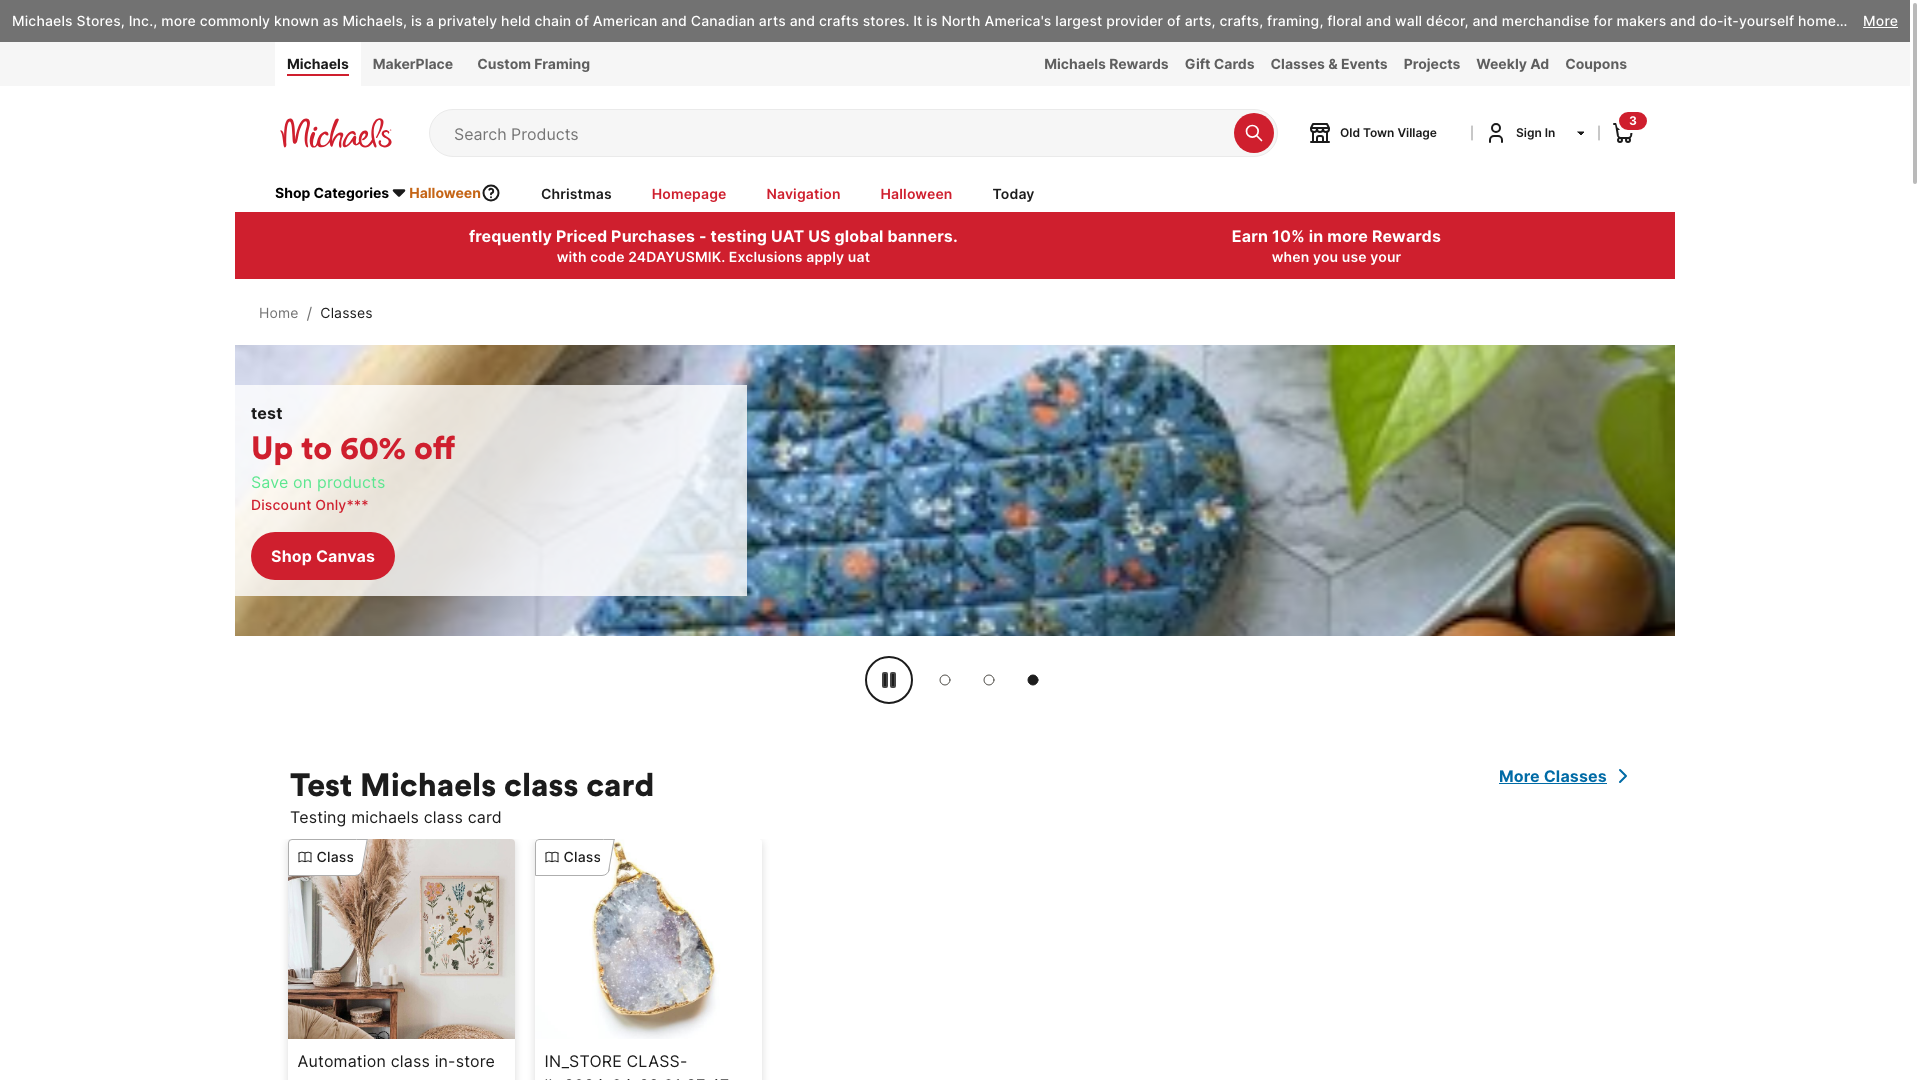 Michaels Stores, Inc., more commonly known as Michaels, is a privately held chain of American and Canadian arts and crafts stores. It is North America's largest provider of arts, crafts, framing, floral and wall décor, and merchandise for makers and do-it-yourself home... More
Michaels MakerPlace Custom Framing Michaels Rewards Gift Cards Classes & Events Projects Weekly Ad Coupons
Michaels Search Products Old Town Village | Sign In | 3
Shop Categories Halloween Christmas Homepage Navigation Halloween Today
frequently Priced Purchases - testing UAT US global banners. Earn 10% in more Rewards
with code 24DAYUSMIK. Exclusions apply uat when you use your
Home / Classes
test
Up to 60% off
Save on products
Discount Only***
Shop Canvas
Test Michaels class card More Classes
Testing michaels class card
Class Class
Automation class in-store IN_STORE CLASS-